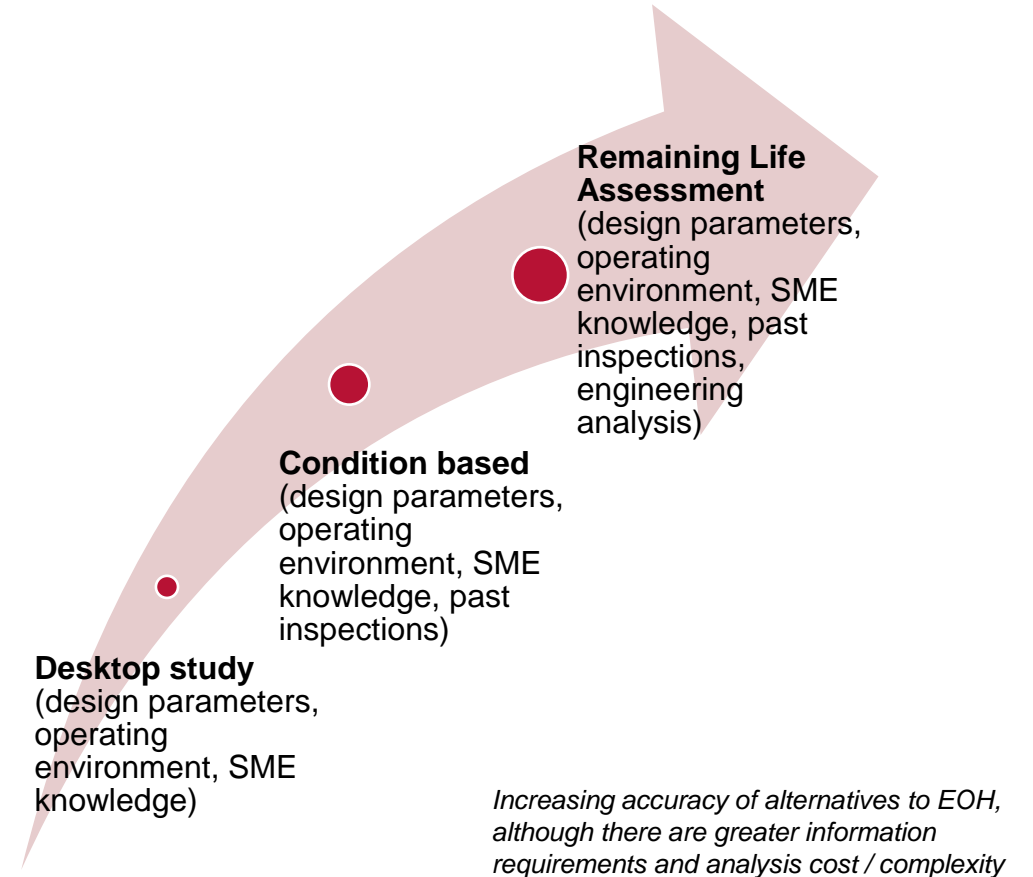 Remaining Life
Assessment
(design parameters,
operating
environment, SME
knowledge, past
inspections,
engineering
analysis)
Condition based
(design parameters,
operating
environment, SME
knowledge, past
inspections)
Desktop study
(design parameters,
operating
environment, SME
knowledge)
Increasing accuracy of alternatives to EOH,
although there are greater information
requirements and analysis cost / complexity